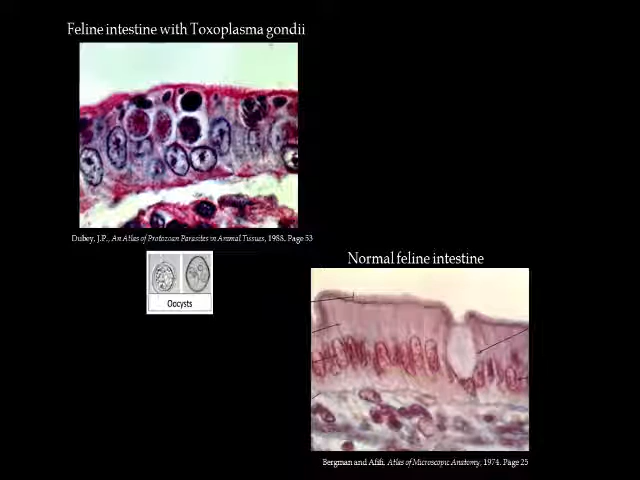 Feline intestine with Toxoplasma gondii
Dubey, J.P., An Atlas of Protozoan Parasites in Animal Tissues, 1988. Page 53
Oocysts
Normal feline intestine
Bergman and Afifi. Atlas of Microscopic Anatomy, 1974. Page 25